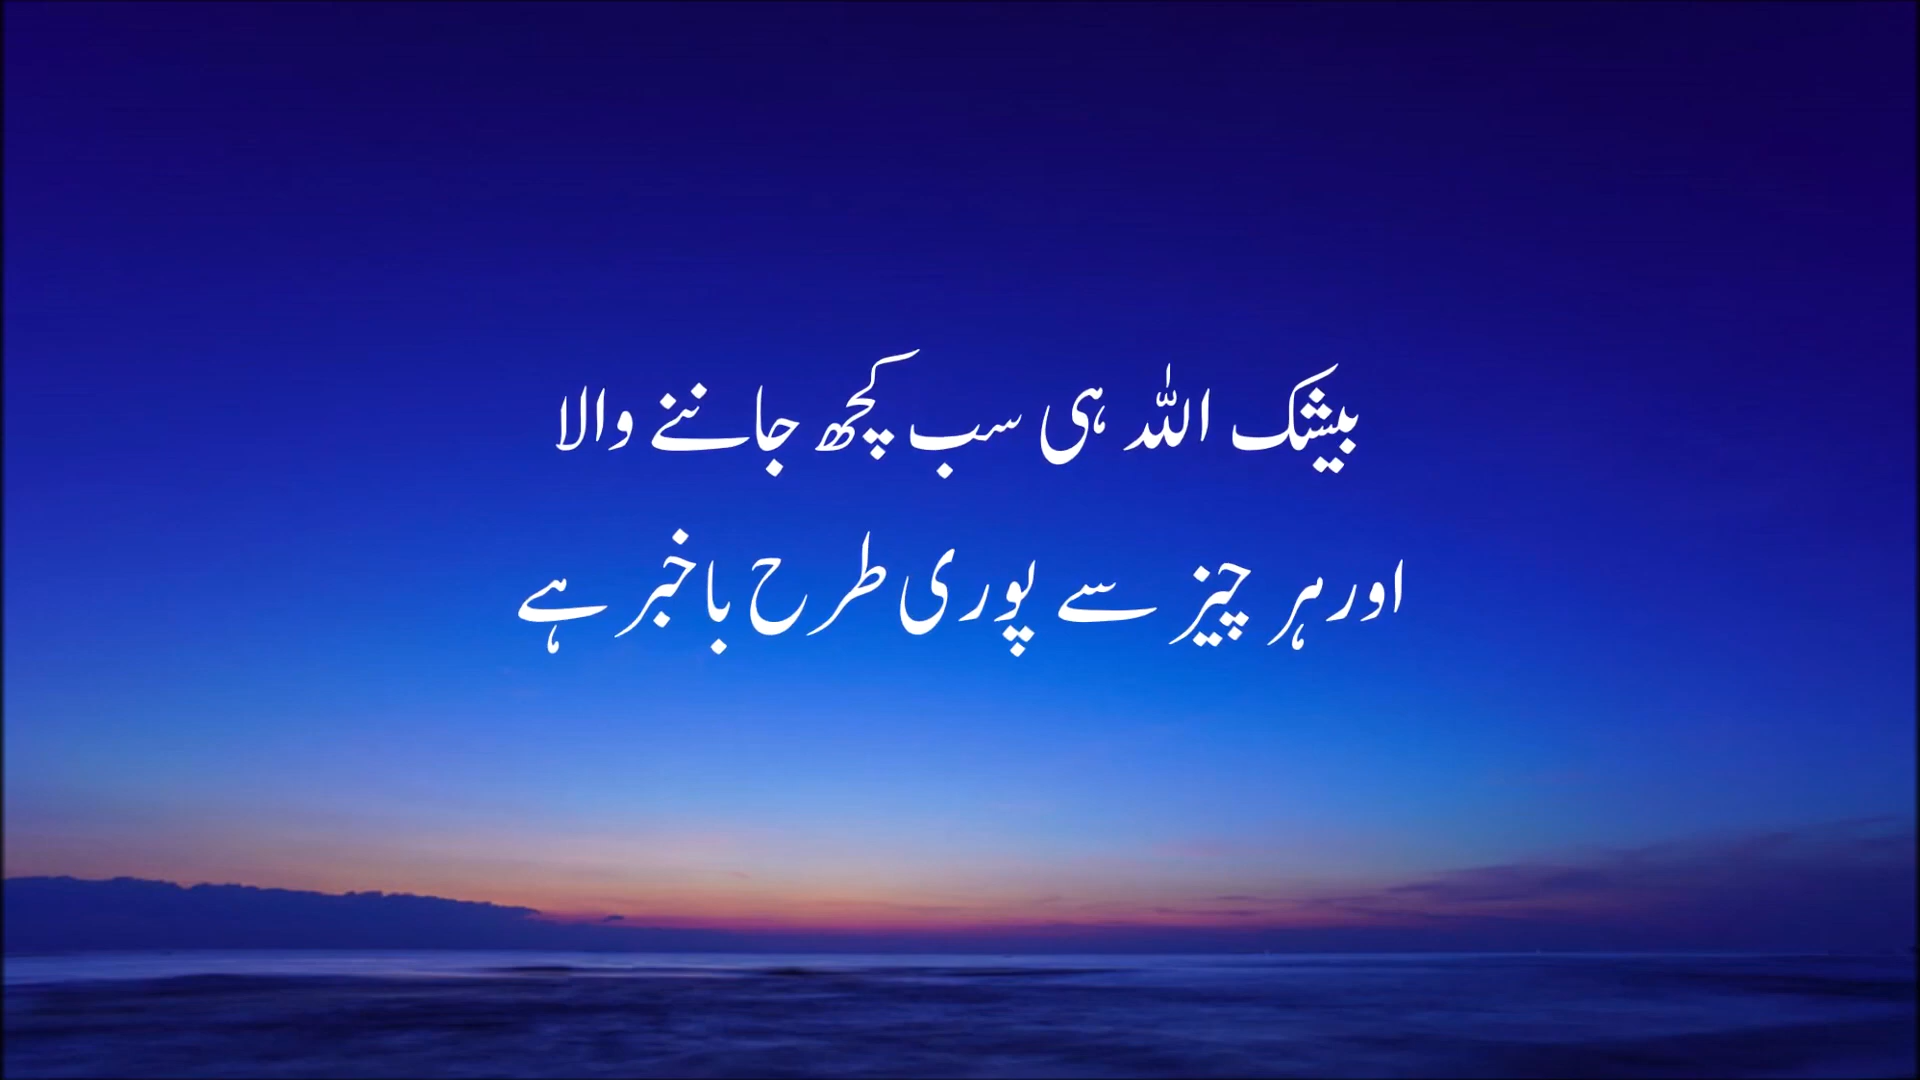 بیشک اللہ ہی سب کچھ جاننے والا
اور ہر چیز سے پوری طرح باخبر ہے